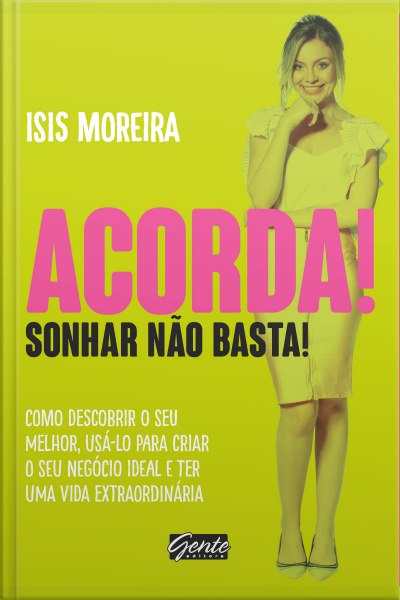 ISIS MOREIRA
ACORDA!
SONHAR NÃO BASTA!
COMO DESCOBRIR O SEU
MELHOR, USÁ-LO PARA CRIAR
O SEU NEGÓCIO IDEAL E TER
UMA VIDA EXTRAORDINÁRIA
Gente
editora